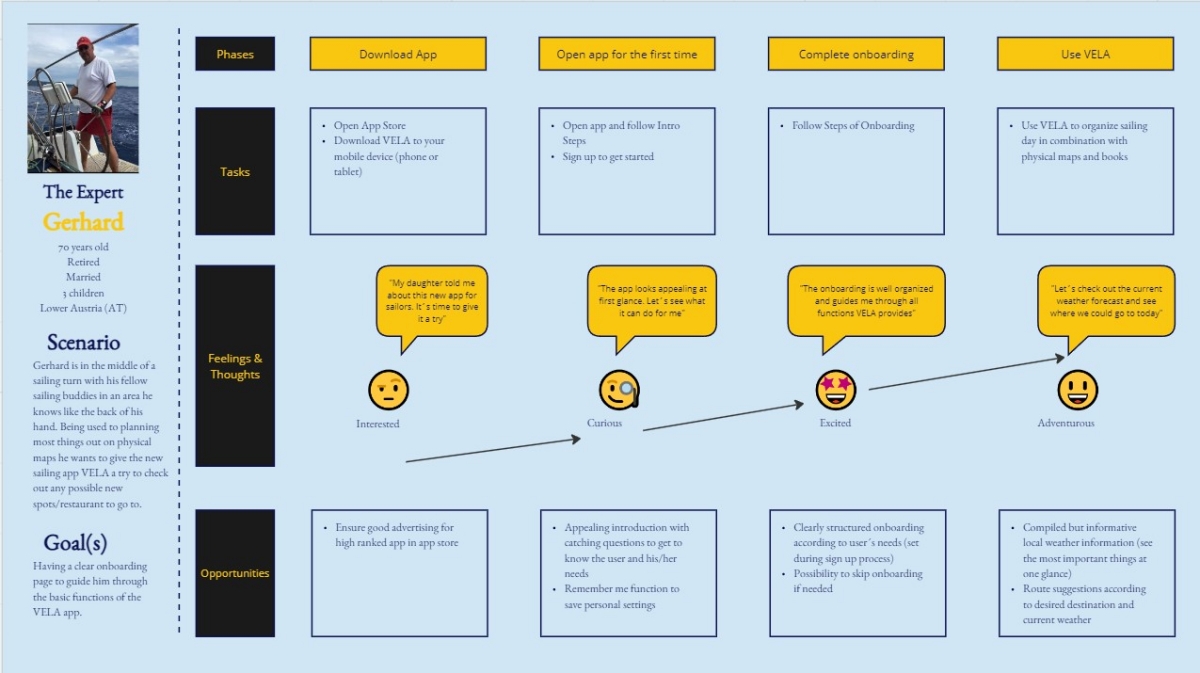 The Expert
Gerhard
70 years old
Retired
Married
3 children
Lower Austria (AT)
Scenario
Gerhard is in the middle of a
sailing turn with his fellow
sailing buddies in an area he
knows like the back of his
hand. Being used to planning
most things out on physical
maps he wants to give the new
sailing app VELA a try to check
out any possible new
spots/restaurant to go to.
Goal(s)
Having a clear onboarding
page to guide him through
the basic functions of the
VELA app.
Phases
Download App
Open app for the first time
Complete onboarding
Use VELA
Tasks
• Open App Store
• Download VELA to your
mobile device (phone or
tablet)
• Open app and follow Intro
Steps
• Sign up to get started
• Follow Steps of Onboarding
• Use VELA to organize sailing
day in combination with
physical maps and books
Feelings &
Thoughts
"My daughter told me
about this new app for
sailors. It´s time to give
it a try"
Interested
"The app looks appealing at
first glance. Let´s see what
it can do for me"
Curious
"The onboarding is well organized
and guides me through all
functions VELA provides"
Excited
"Let´s check out the current
weather forecast and see
where we could go to today"
Adventurous
Opportunities
• Ensure good advertising for
high ranked app in app store
• Appealing introduction with
catching questions to get to
know the user and his/her
needs
• Remember me function to
save personal settings
• Clearly structured onboarding
according to user´s needs (set
during sign up process)
• Possibility to skip onboarding
if needed
• Compiled but informative
local weather information (see
the most important things at
one glance)
• Route suggestions according
to desired destination and
current weather